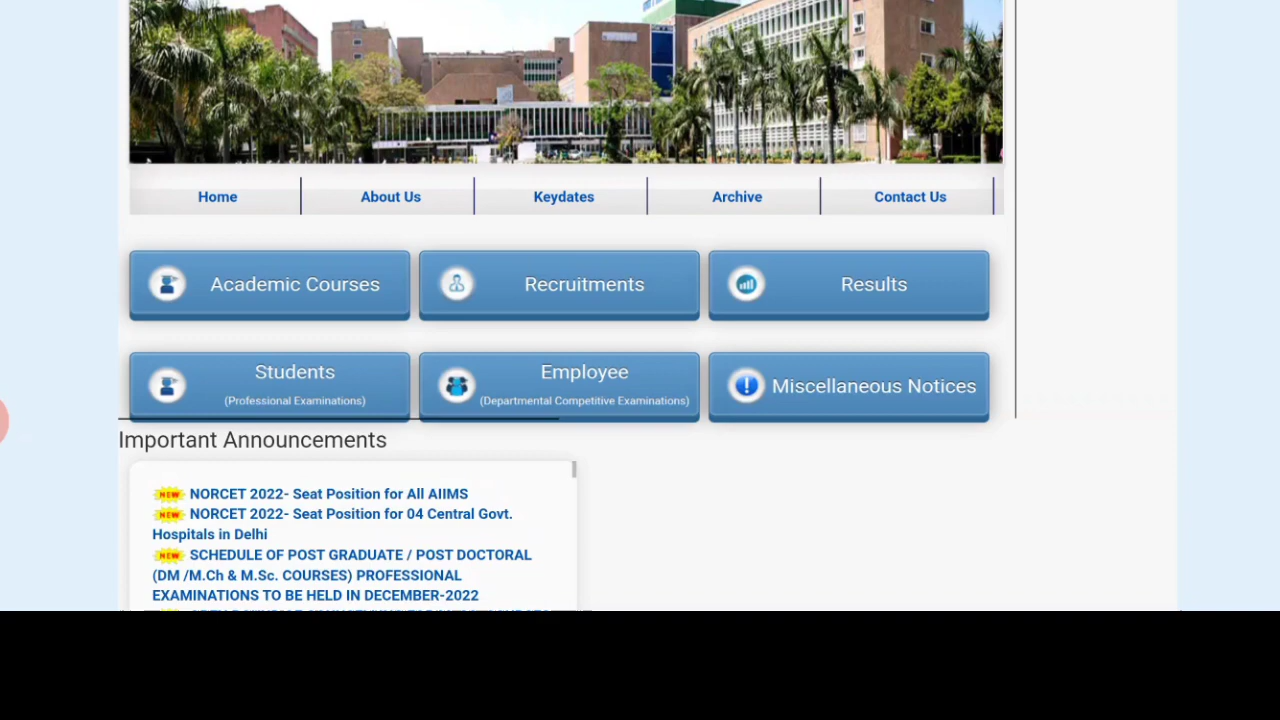 Home About Us Keydates Archive Contact Us
Academic Courses Recruitments Results
Students Employee Miscellaneous Notices
(Professional Examinations) (Departmental Competitive Examinations)
Important Announcements
NEW NORCET 2022- Seat Position for All AIIMS
NEW NORCET 2022- Seat Position for 04 Central Govt.
Hospitals in Delhi
NEW SCHEDULE OF POST GRADUATE / POST DOCTORAL
(DM /M.Ch & M.Sc. COURSES) PROFESSIONAL
EXAMINATIONS TO BE HELD IN DECEMBER-2022